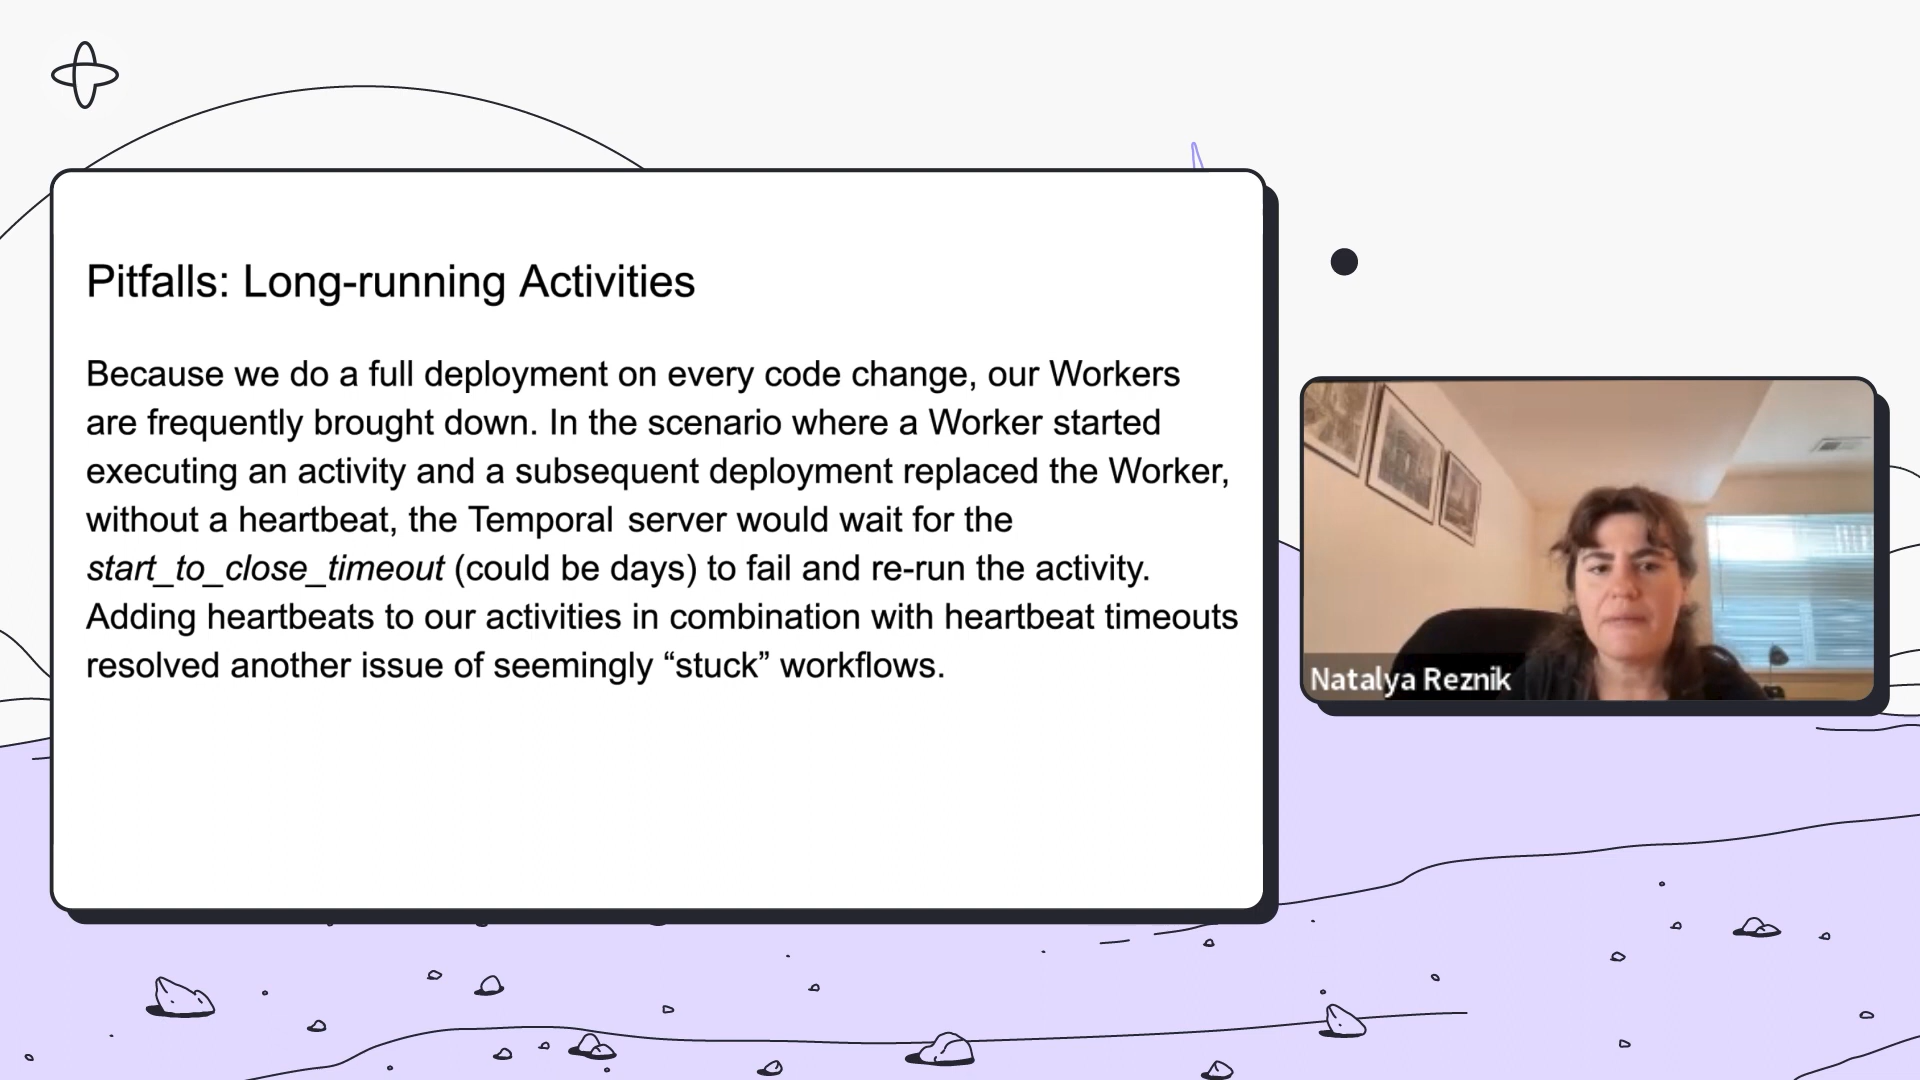 Pitfalls: Long-running Activities
Because we do a full deployment on every code change, our Workers
are frequently brought down. In the scenario where a Worker started
executing an activity and a subsequent deployment replaced the Worker,
without a heartbeat, the Temporal server would wait for the
start_to_close_timeout (could be days) to fail and re-run the activity.
Adding heartbeats to our activities in combination with heartbeat timeouts
resolved another issue of seemingly “stuck” workflows.
Natalya Reznik